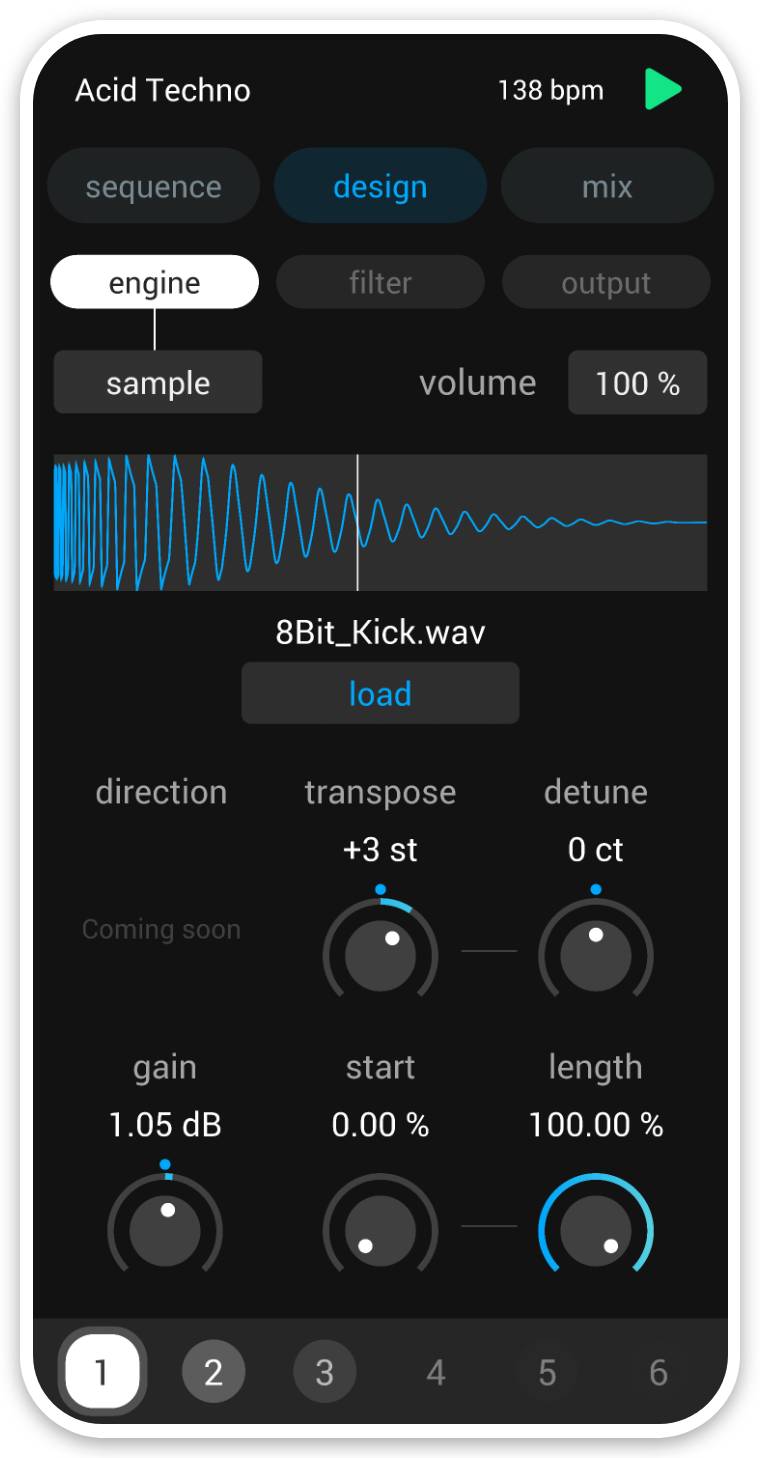 Acid Techno 138 bpm
sequence design mix
engine filter output
sample volume 100 %
8Bit_Kick.wav
load
direction transpose detune
+3 st 0 ct
Coming soon
gain start length
1.05 dB 0.00 % 100.00 %
1 2 3 4 5 6